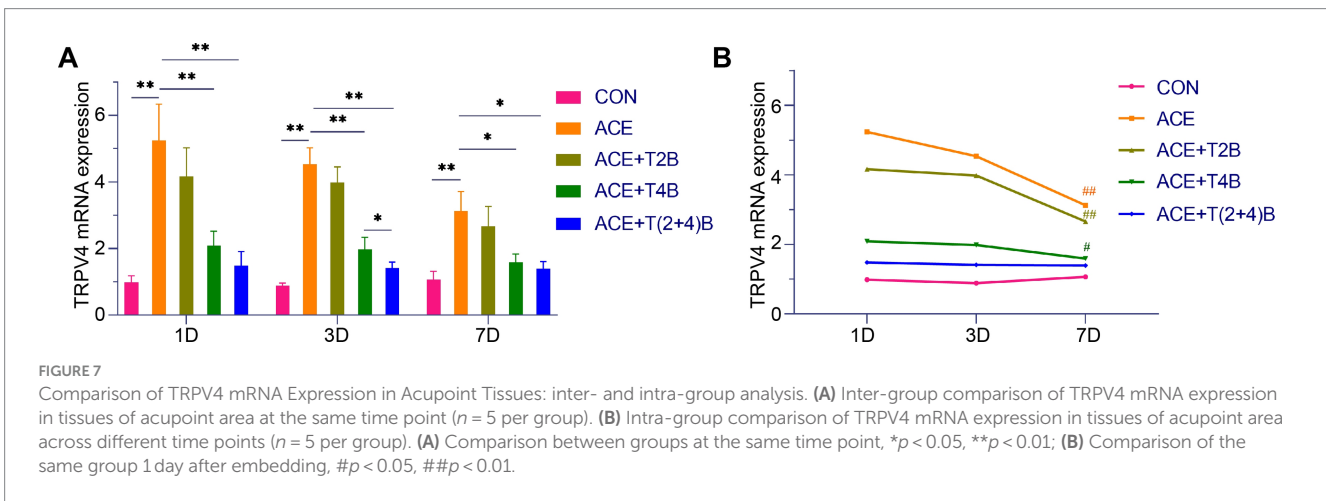 A
B
TRPV4 mRNA expression
6
4
2
0
**
**
**
**
**
**
*
*
*
**
1D
3D
7D
CON
ACE
ACE+T2B
ACE+T4B
ACE+T(2+4)B
TRPV4 mRNA expression
6
4
2
0
##
##
#
1D
3D
7D
CON
ACE
ACE+T2B
ACE+T4B
ACE+T(2+4)B
FIGURE 7
Comparison of TRPV4 mRNA Expression in Acupoint Tissues: inter- and intra-group analysis. (A) Inter-group comparison of TRPV4 mRNA expression
in tissues of acupoint area at the same time point (n = 5 per group). (B) Intra-group comparison of TRPV4 mRNA expression in tissues of acupoint area
across different time points (n = 5 per group). (A) Comparison between groups at the same time point, *p < 0.05, **p < 0.01; (B) Comparison of the
same group 1 day after embedding, #p < 0.05, ##p < 0.01.